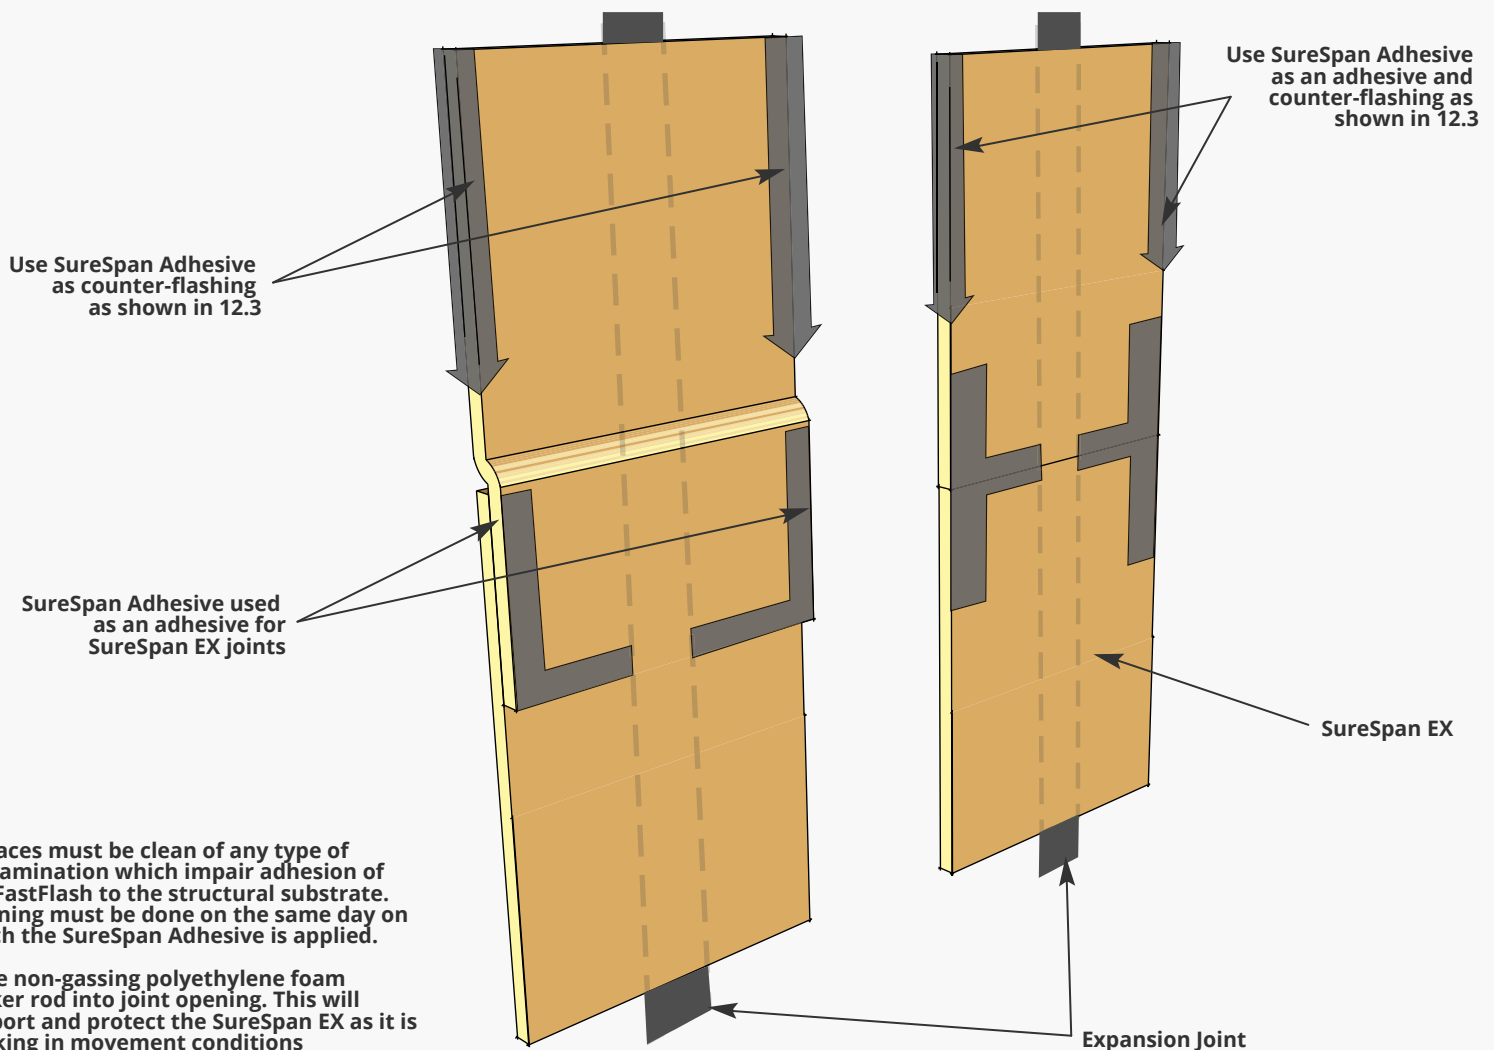 Use SureSpan Adhesive
as an adhesive and
counter-flashing as
shown in 12.3
Use SureSpan Adhesive
as counter-flashing
as shown in 12.3
SureSpan Adhesive used
as an adhesive for
SureSpan EX joints
SureSpan EX
aces must be clean of any type of
amination which impair adhesion of
FastFlash to the structural substrate.
ning must be done on the same day on
h the SureSpan Adhesive is applied.
e non-gassing polyethylene foam
er rod into joint opening. This will
port and protect the SureSpan EX as it is
king in movement conditions
Expansion Joint